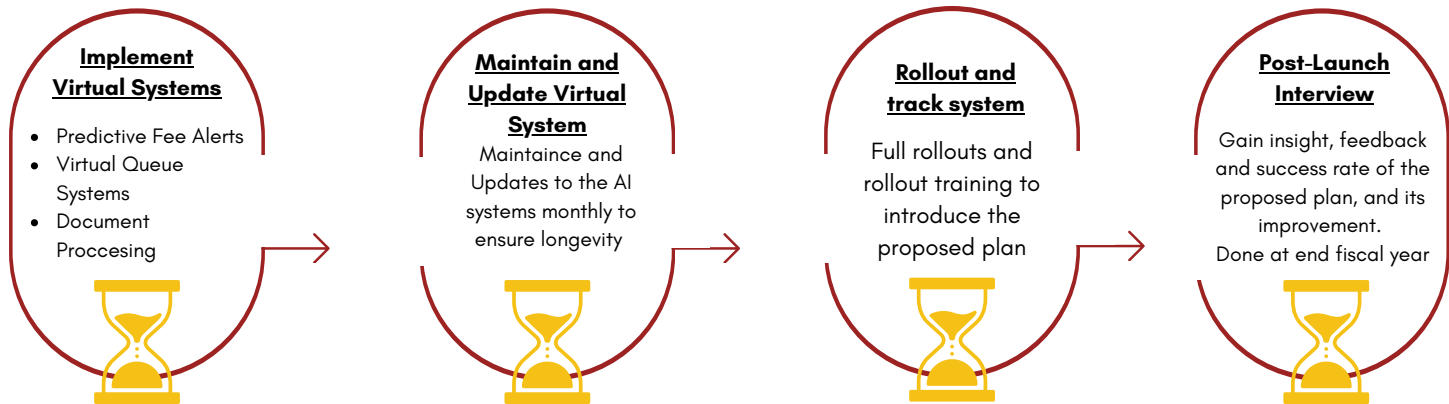 Implement
Virtual Systems
Predictive Fee Alerts
Virtual Queue
Systems
Document
Proccesing
Maintain and
Update Virtual
System
Maintaince and
Updates to the AI
systems monthly to
ensure longevity
Rollout and
track system
Full rollouts and
rollout training to
introduce the
proposed plan
Post-Launch
Interview
Gain insight, feedback
and success rate of the
proposed plan, and its
improvement.
Done at end fiscal year